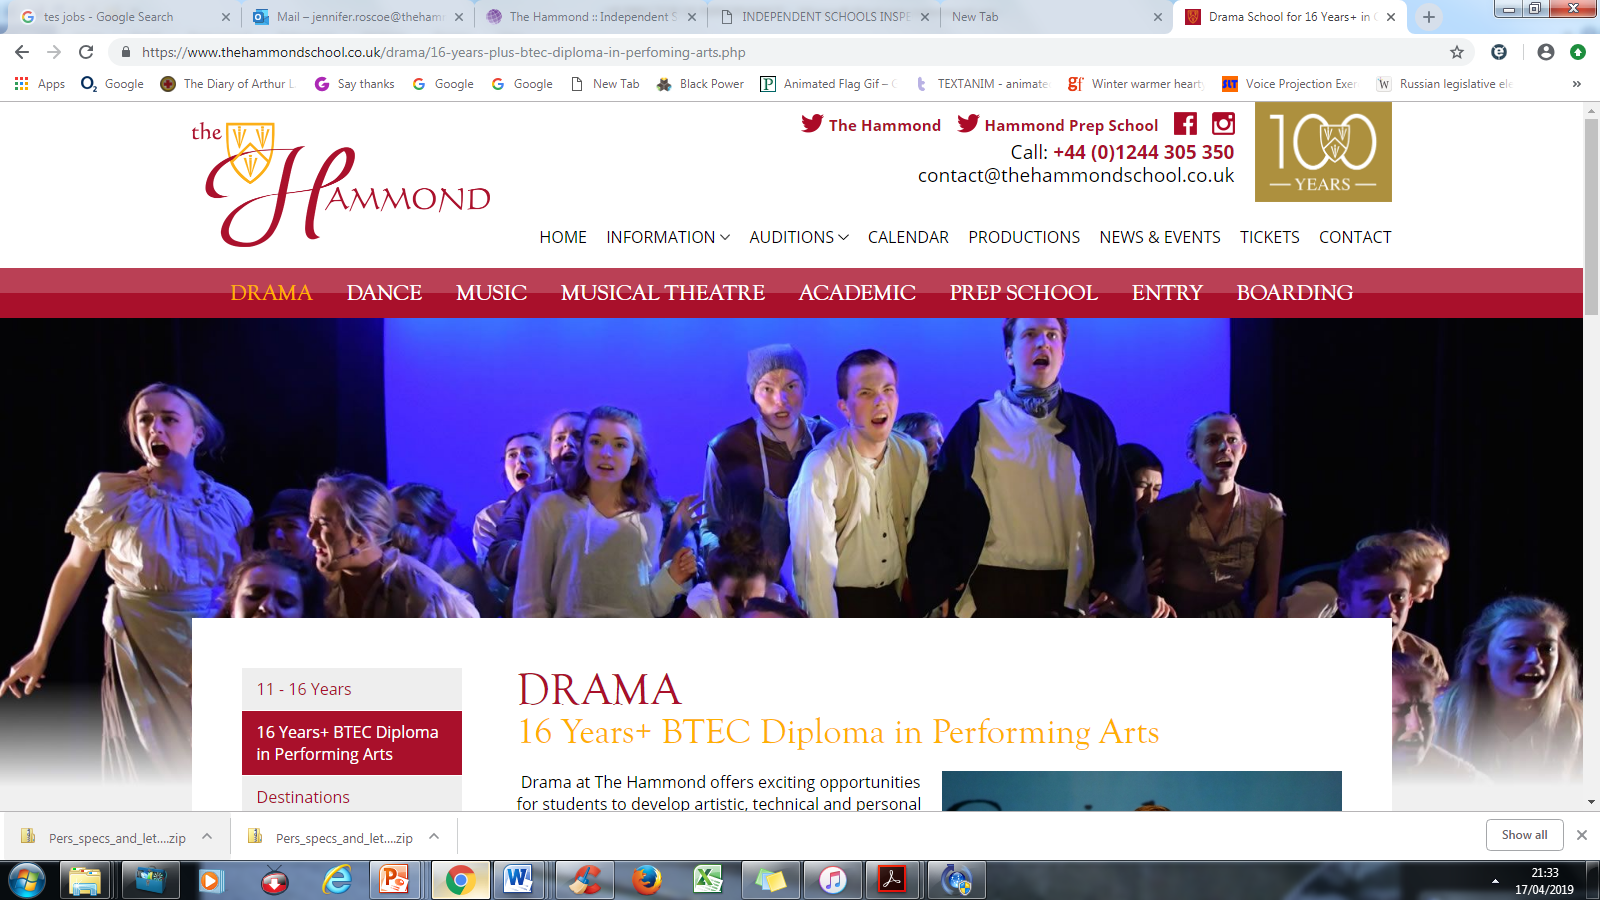 tes jobs - Google Search
Mail – jennifer.roscoe@theham
The Hammond :: Independent S
INDEPENDENT SCHOOLS INSPE
New Tab
Drama School for 16 Years+ in C
https://www.thehammondschool.co.uk/drama/16-years-plus-btec-diploma-in-perfoming-arts.php
Apps
O2 Google
The Diary of Arthur L
Say thanks
Google
Google
New Tab
Black Power
Animated Flag Gif – C
TEXTANIM - animate
gf Winter warmer heart
SLT Voice Projection Exer
W Russian legislative ele
the Hammond
The Hammond Hammond Prep School
Call: +44 (0)1244 305 350
contact@thehammondschool.co.uk
100
YEARS
HOME INFORMATION AUDITIONS CALENDAR PRODUCTIONS NEWS & EVENTS TICKETS CONTACT
DRAMA DANCE MUSIC MUSICAL THEATRE ACADEMIC PREP SCHOOL ENTRY BOARDING
11 - 16 Years
16 Years+ BTEC Diploma
in Performing Arts
Destinations
DRAMA
16 Years+ BTEC Diploma in Performing Arts
Drama at The Hammond offers exciting opportunities
for students to develop artistic, technical and personal
Pers_specs_and_let....zip
Pers_specs_and_let....zip
Show all
21:33
17/04/2019